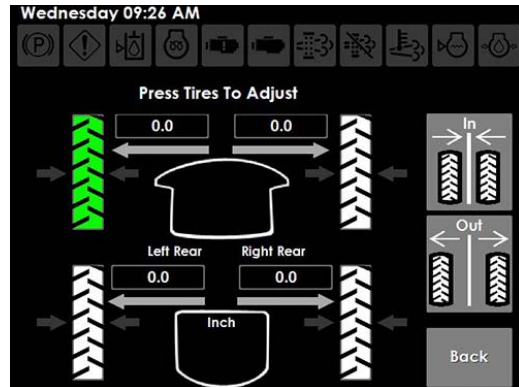 Wednesday 09:26 AM
(P)
Press Tires To Adjust
0.0 0.0
In
Left Rear Right Rear
Out
0.0 0.0
Inch
Back